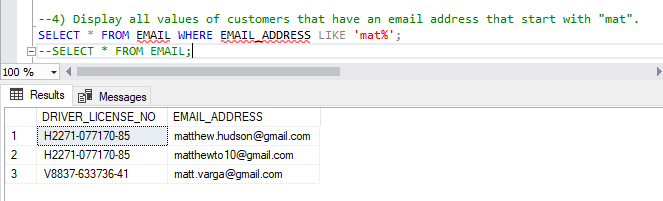 --4) Display all values of customers that have an email address that start with "mat".
SELECT * FROM EMAIL WHERE EMAIL_ADDRESS LIKE 'mat%';
--SELECT * FROM EMAIL;
100 %
Results Messages
DRIVER_LICENSE_NO EMAIL_ADDRESS
1 H2271-077170-85 matthew.hudson@gmail.com
2 H2271-077170-85 matthewto10@gmail.com
3 V8837-633736-41 matt.varga@gmail.com